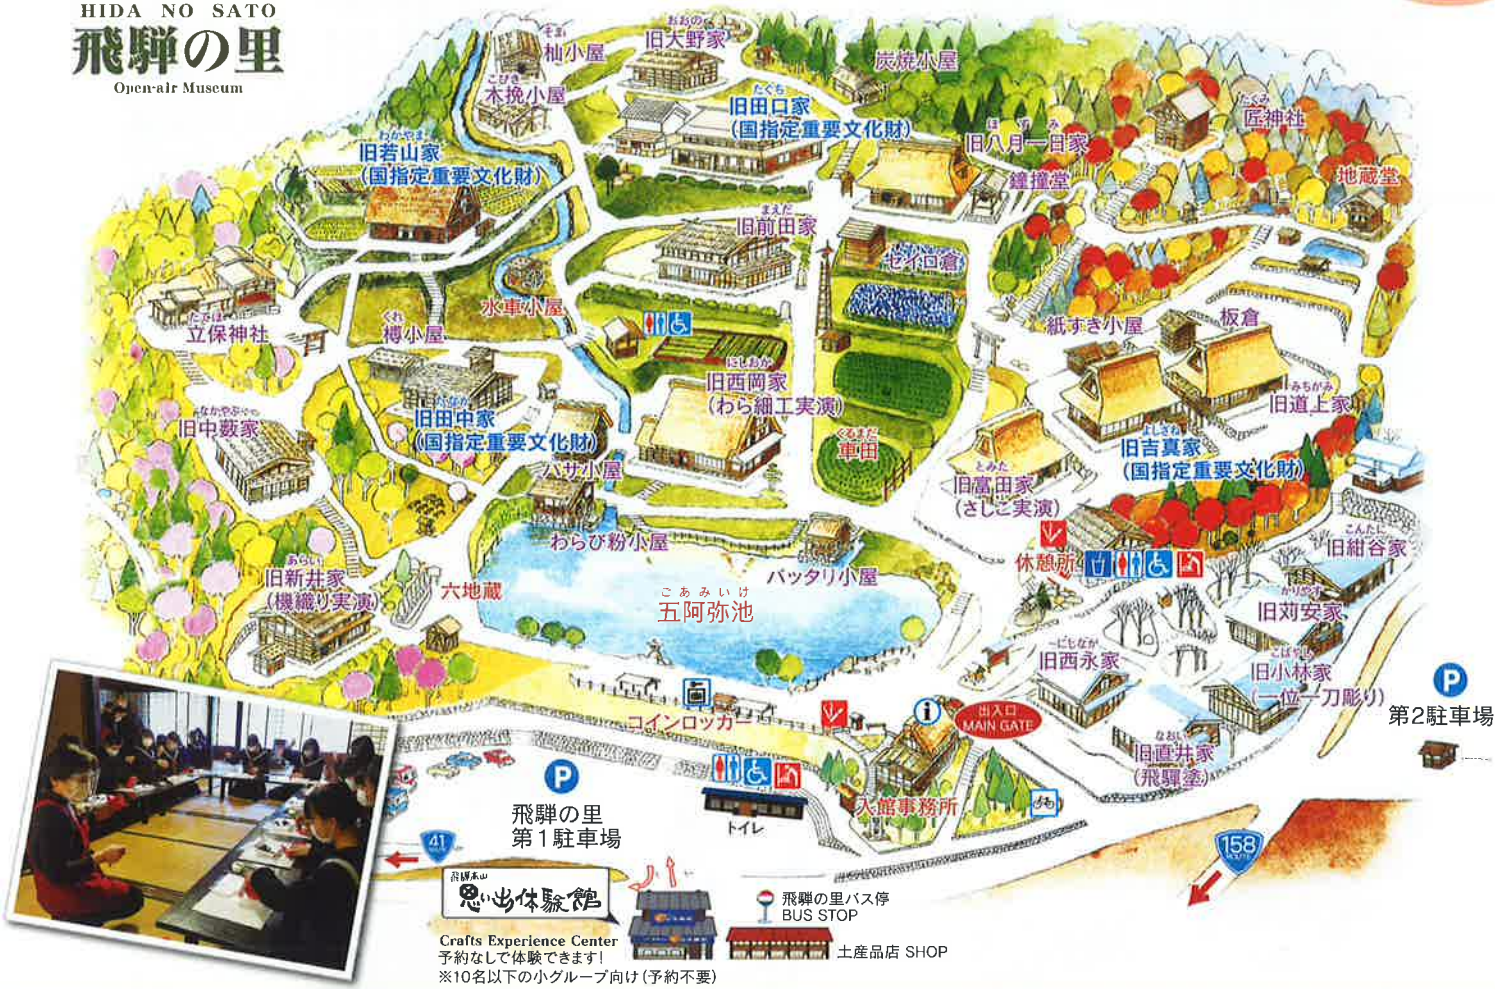 HIDA NO SATO
飛騨の里
Open-air Museum
そま
杣小屋
こびき
木挽小屋
おおの
旧大野家
炭焼小屋
たぐち
旧田口家
(国指定重要文化財)
わかやま
旧若山家
(国指定重要文化財)
ほずみ
旧八月一日家
たくみ
匠神社
鐘撞堂
地蔵堂
まえだ
旧前田家
セイロ倉
水車小屋
たてほ
立保神社
くれ
榑小屋
紙すき小屋
板倉
にしおか
旧西岡家
(わら細工実演)
みちがみ
旧道上家
なかやぶ
旧中薮家
たなか
旧田中家
(国指定重要文化財)
くるまだ
車田
よしざね
旧吉真家
(国指定重要文化財)
ハサ小屋
とみた
旧富田家
(さしこ実演)
わらび粉小屋
バッタリ小屋
休憩所
こんたに
旧紺谷家
あらい
旧新井家
(機織り実演)
六地蔵
こあみいけ
五阿弥池
かりやす
旧苅安家
にしなが
旧西永家
こばやし
旧小林家
(一位一刀彫り)
P
第2駐車場
コインロッカー
i
出入口
MAIN GATE
なおい
旧直井家
(飛騨塗)
P
飛騨の里
第1駐車場
トイレ
入館事務所
41
ROUTE
158
ROUTE
飛騨高山
思い出体験館
Crafts Experience Center
予約なしで体験できます!
※10名以下の小グループ向け(予約不要)
飛騨の里バス停
BUS STOP
土産品店 SHOP